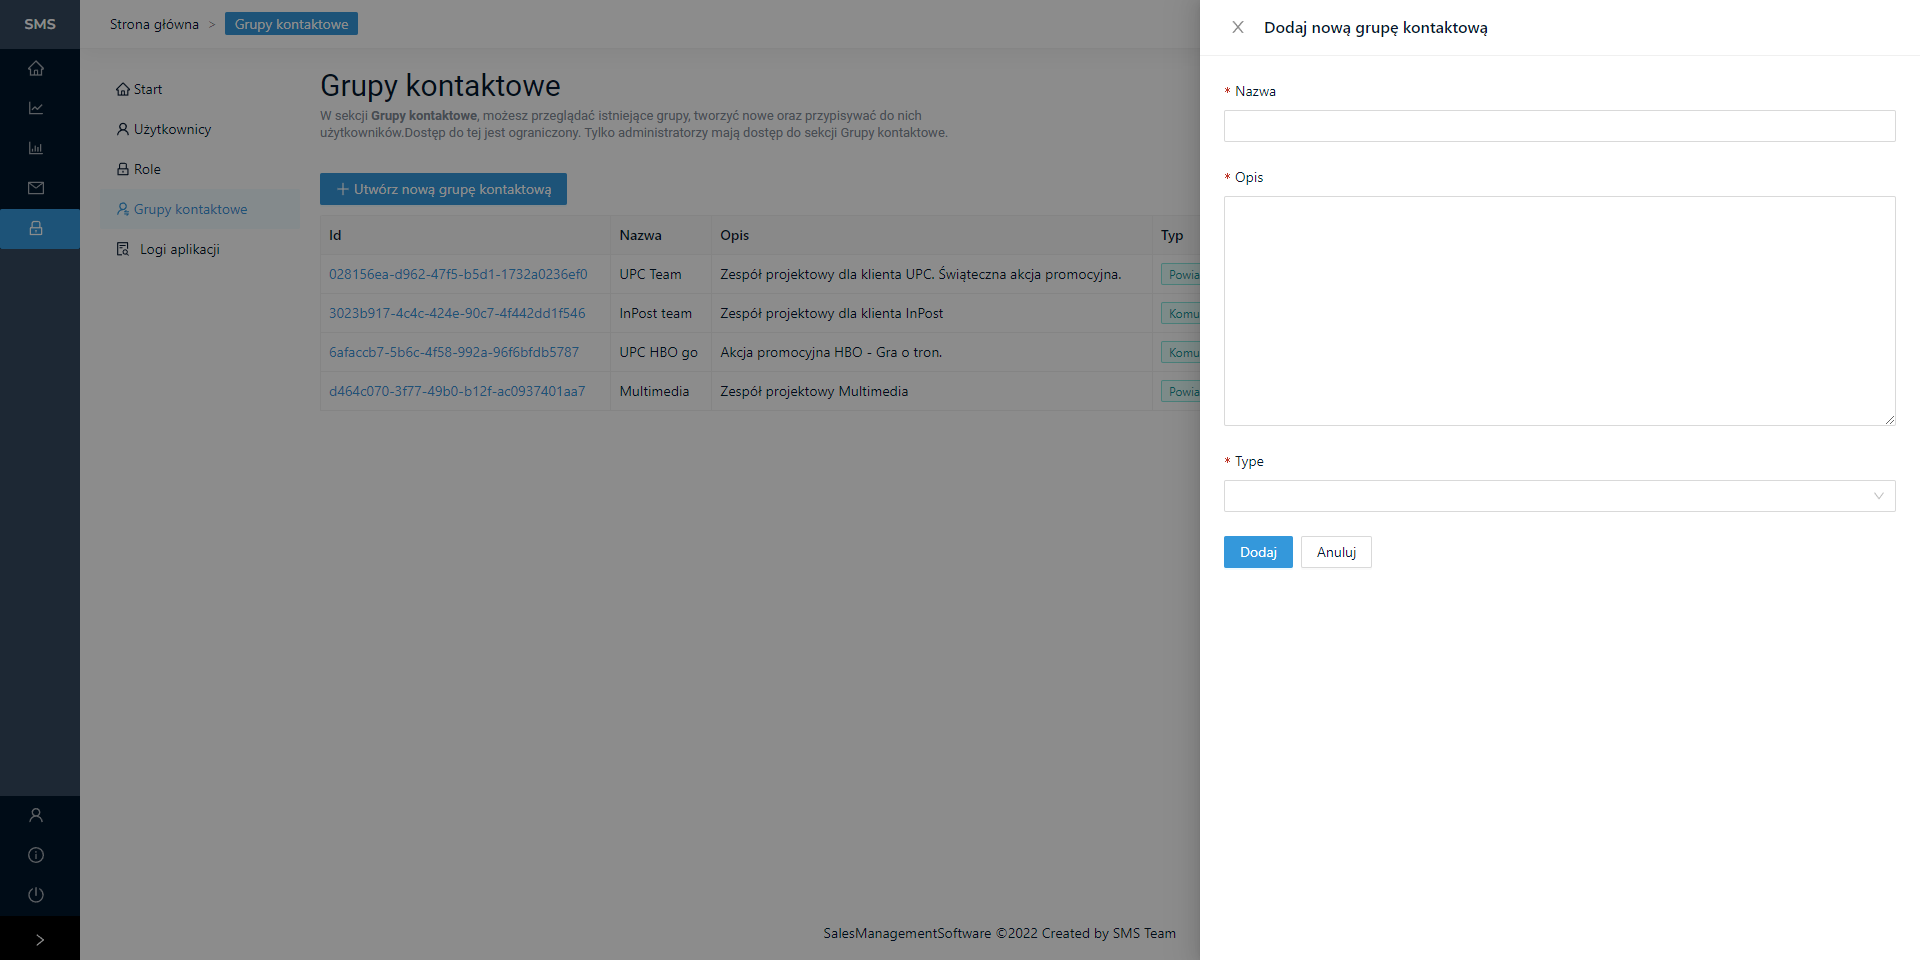 SMS
Strona główna > Grupy kontaktowe
Start
Użytkownicy
Role
Grupy kontaktowe
Logi aplikacji
Grupy kontaktowe
W sekcji Grupy kontaktowe, możesz przeglądać istniejące grupy, tworzyć nowe oraz przypisywać do nich
użytkowników.Dostęp do tej jest ograniczony. Tylko administratorzy mają dostęp do sekcji Grupy kontaktowe.
+ Utwórz nową grupę kontaktową
Id Nazwa Opis Typ
028156ea-d962-47f5-b5d1-1732a0236ef0 UPC Team Zespół projektowy dla klienta UPC. Świąteczna akcja promocyjna. Powia
3023b917-4c4c-424e-90c7-4f442dd1f546 InPost team Zespół projektowy dla klienta InPost Komu
6afaccb7-5b6c-4f58-992a-96f6bfdb5787 UPC HBO go Akcja promocyjna HBO - Gra o tron. Komu
d464c070-3f77-49b0-b12f-ac0937401aa7 Multimedia Zespół projektowy Multimedia Powia
SalesManagementSoftware ©2022 Created by SMS Team
Dodaj nową grupę kontaktową
* Nazwa
* Opis
* Type
Dodaj Anuluj